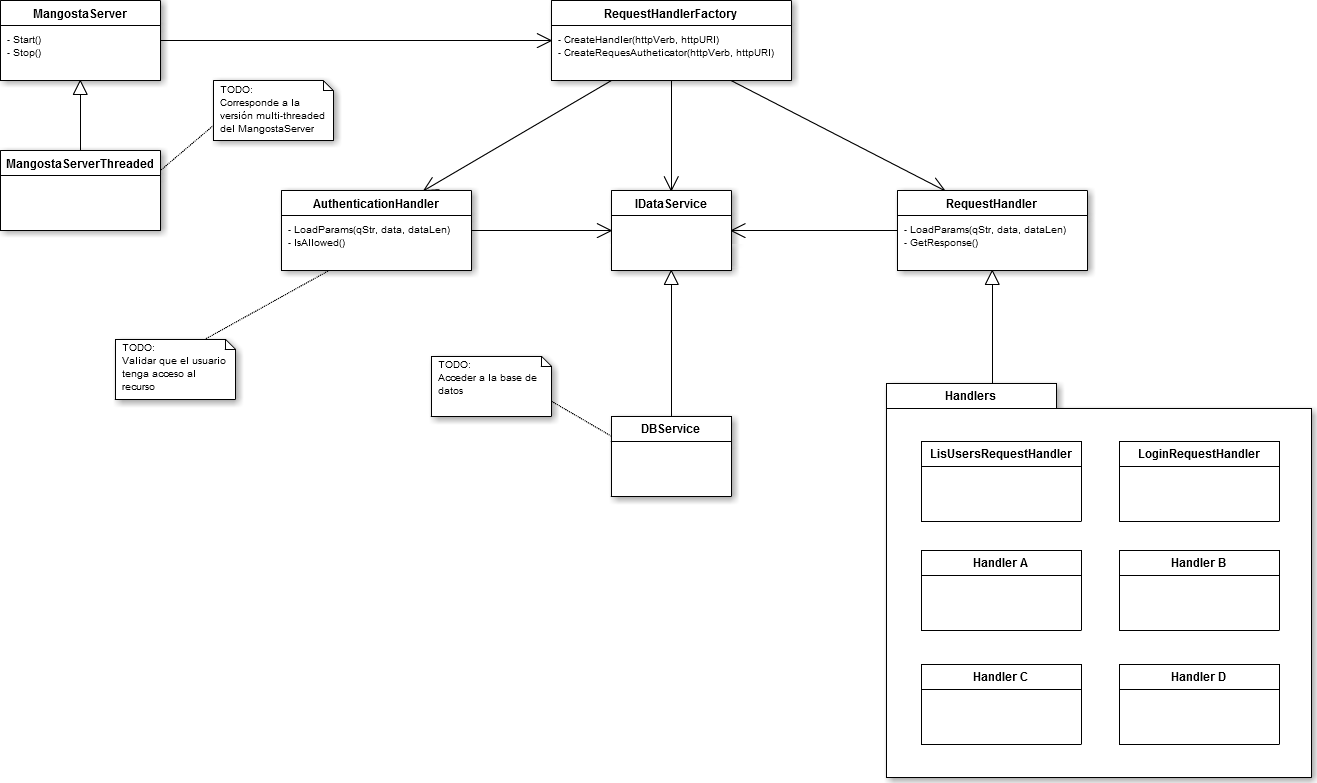 MangostaServer
- Start()
- Stop()
RequestHandlerFactory
- CreateHandler(httpVerb, httpURI)
- CreateRequesAutheticator(httpVerb, httpURI)
TODO:
Corresponde a la
versión multi-threaded
del MangostaServer
MangostaServerThreaded
AuthenticationHandler
- LoadParams(qStr, data, dataLen)
- IsAllowed()
IDataService
RequestHandler
- LoadParams(qStr, data, dataLen)
- GetResponse()
TODO:
Validar que el usuario
tenga acceso al
recurso
TODO:
Acceder a la base de
datos
DBService
Handlers
LisUsersRequestHandler
LoginRequestHandler
Handler A
Handler B
Handler C
Handler D